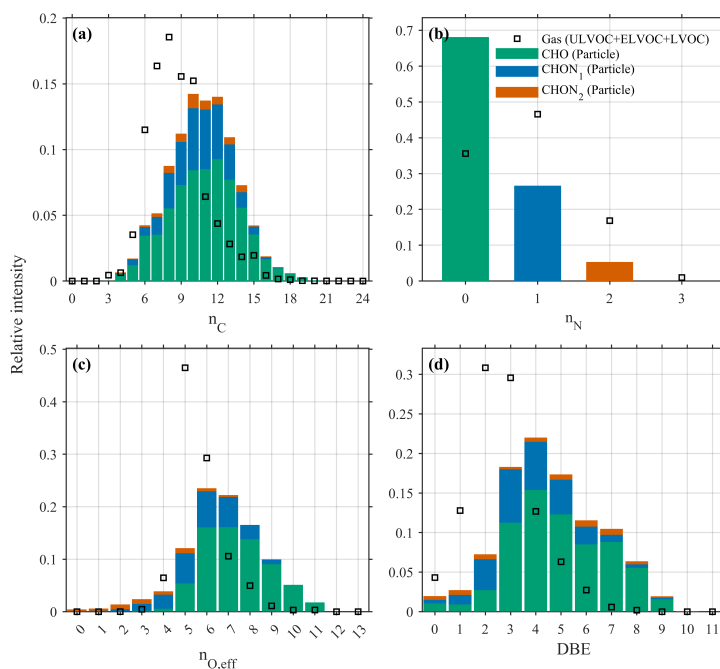 (a)
0.2
0.15
0.1
0.05
0
0 3 6 9 12 15 18 21 24
n_C
(b)
Gas (ULVOC+ELVOC+LVOC)
CHO (Particle)
CHON₁ (Particle)
CHON₂ (Particle)
0.7
0.6
0.5
0.4
0.3
0.2
0.1
0
0 1 2 3
n_N
Relative intensity
(c)
0.5
0.4
0.3
0.2
0.1
0
0 1 2 3 4 5 6 7 8 9 10 11 12 13
n_O,eff
(d)
0.3
0.25
0.2
0.15
0.1
0.05
0
0 1 2 3 4 5 6 7 8 9 10 11
DBE